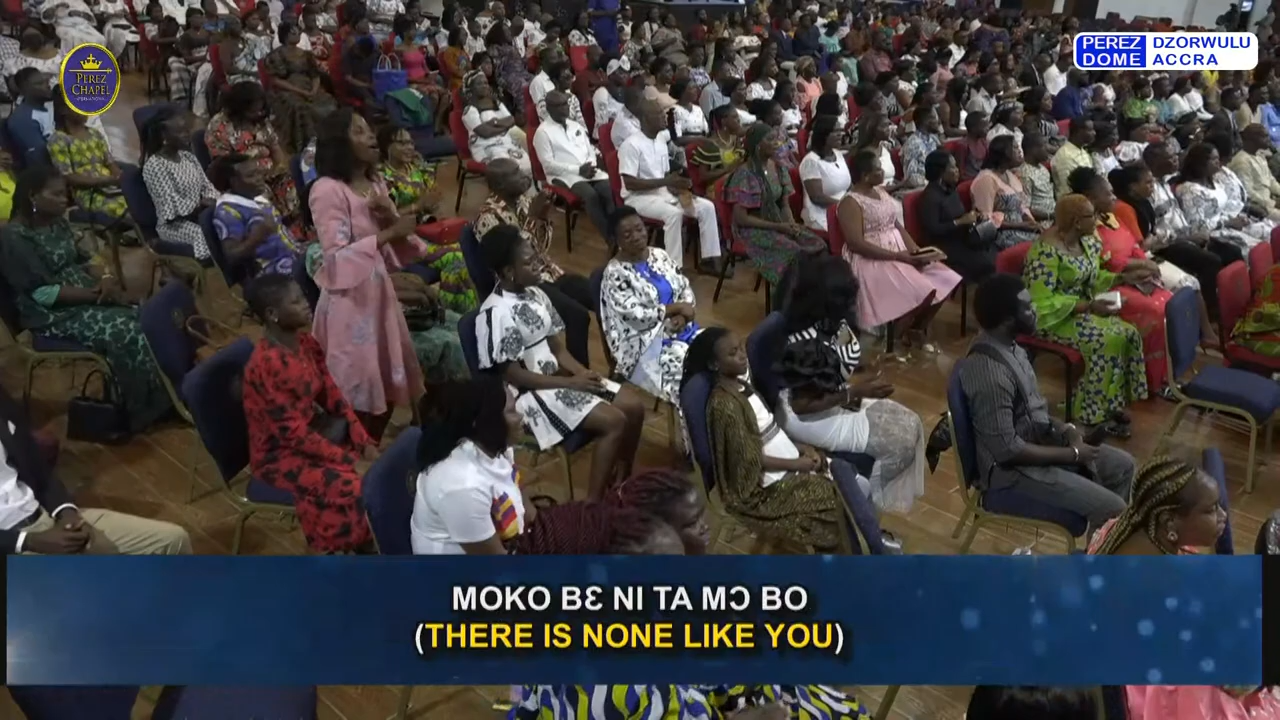 PEREZ
CHAPEL
PEREZ DZORWULU
DOME ACCRA
MOKO BƐ NI TA MƆ BO
(THERE IS NONE LIKE YOU)